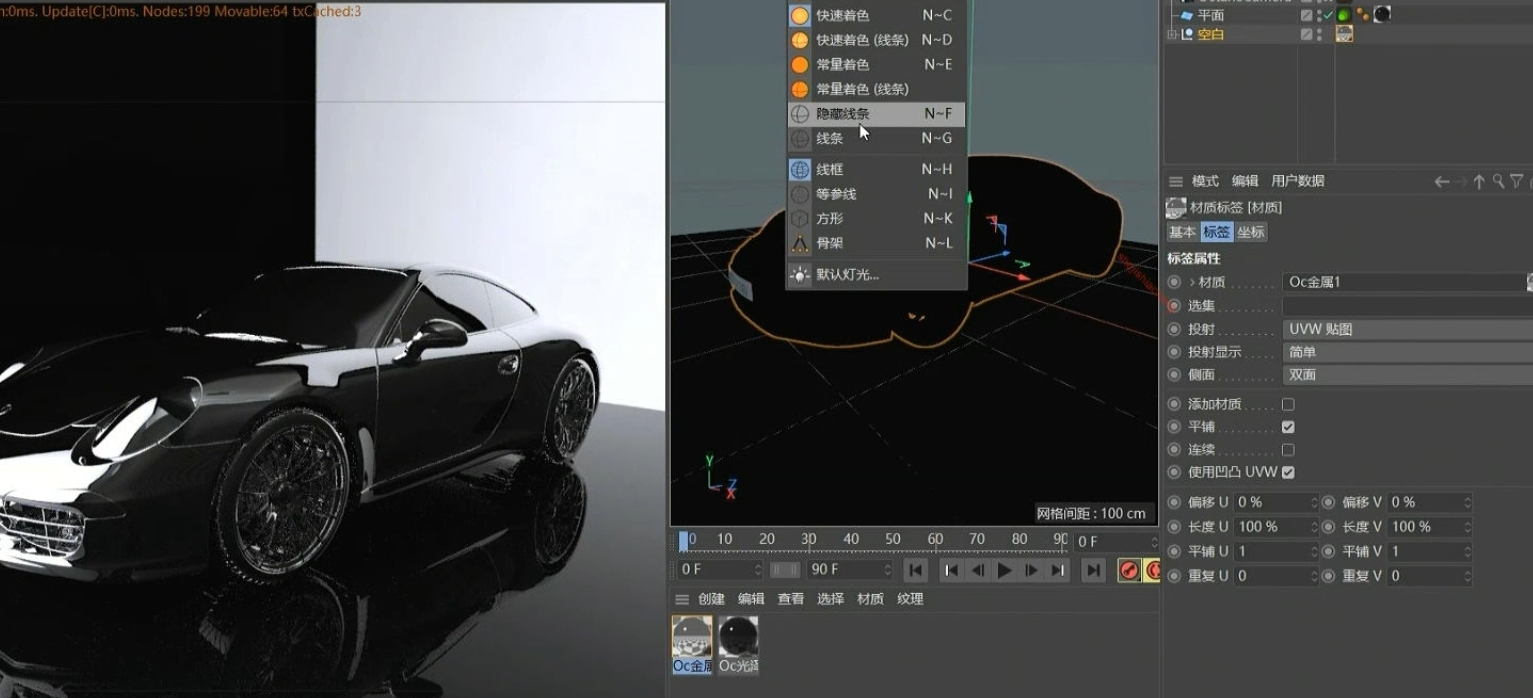 n:0ms. Update[C]:0ms. Nodes:199 Movable:64 txCached:3
快速着色 N~C
快速着色 (线条) N~D
常量着色 N~E
常量着色 (线条)
隐藏线条 N~F
线条 N~G
线框 N~H
等参线 N~I
方形 N~K
骨架 N~L
默认灯光...
Y
Z
X
网格间距 : 100 cm
0 10 20 30 40 50 60 70 80 90 0 F
0 F 90 F
创建 编辑 查看 选择 材质 纹理
Oc金属
Oc光泽
平面
空白
模式 编辑 用户数据
材质标签 [材质]
基本 标签 坐标
标签属性
材质 Oc金属1
选集
投射 UVW 贴图
投射显示 简单
侧面 双面
添加材质
平铺
连续
使用凹凸 UVW
偏移 U 0 % 偏移 V 0 %
长度 U 100 % 长度 V 100 %
平铺 U 1 平铺 V 1
重复 U 0 重复 V 0